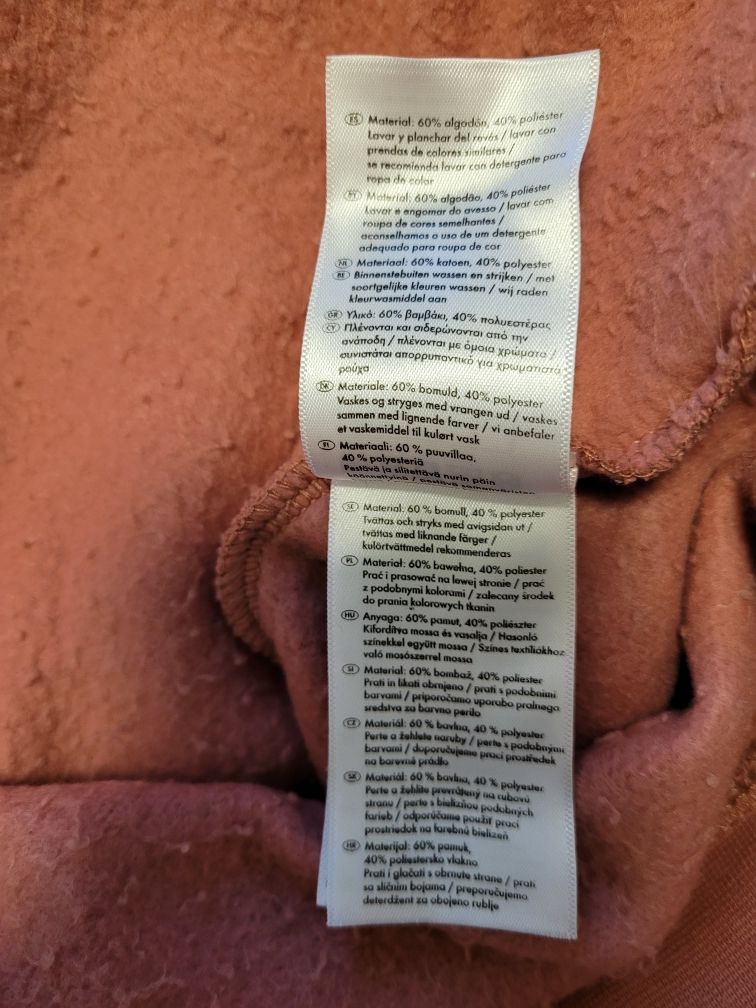 ES Material: 60% algodón, 40% poliéster
Lavar y planchar del revés / lavar con
prendas de colores similares /
se recomienda lavar con detergente para
ropa de color
PT Material: 60% algodão, 40% poliéster
Lavar e engomar do avesso / lavar com
roupa de cores semelhantes /
aconselhamos o uso de um detergente
adequado para roupa de cor
NL Materiaal: 60% katoen, 40% polyester
BE Binnenstebuiten wassen en strijken / met
soortgelijke kleuren wassen / wij raden
kleurwasmiddel aan
GR Υλικό: 60% βαμβάκι, 40% πολυεστέρας
CY Πλένονται και σιδερώνονται από την
ανάποδη / πλένονται με όμοια χρώματα /
συνιστάται απορρυπαντικό για χρωματιστά
ρούχα
DK Materiale: 60% bomuld, 40% polyester
Vaskes og stryges med vrangen ud / vaskes
sammen med lignende farver / vi anbefaler
et vaskemiddel til kulørt vask
FI Materiaali: 60 % puuvillaa,
40 % polyesteriä
Pestävä ja silitettävä nurin päin
SE Material: 60 % bomull, 40 % polyester
Tvättas och stryks med avigsidan ut /
tvättas med liknande färger /
kulörtvättmedel rekommenderas
PL Materiał: 60% bawełna, 40% poliester
Prać i prasować na lewej stronie / prać
z podobnymi kolorami / zalecany środek
do prania kolorowych tkanin
HU Anyaga: 60% pamut, 40% poliészter
Kifordítva mossa és vasalja / Hasonló
színekkel együtt mossa / Színes textíliákhoz
való mosószerrel mossa
SI Material: 60% bombaž, 40% poliester
Prati in likati obrnjeno / prati s podobnimi
barvami / priporočamo uporabo pralnega
sredstva za barvno perilo
CZ Materiál: 60 % bavlna, 40 % polyester
Perte a žehlete naruby / perte s podobnými
barvami / doporučujeme prací prostředek
na barevné prádlo
SK Materiál: 60 % bavlna, 40 % polyester
Perte a žehlite prevrátený na rubovú
stranu / perte s bielizňou podobných
farieb / odporúčame použiť prací
prostriedok na farebnú bielizeň
HR Materijal: 60% pamuk,
40% poliestersko vlakno
Prati i glačati s obrnute strane / prati
sa sličnim bojama / preporučujemo
deterdžent za obojeno rublje